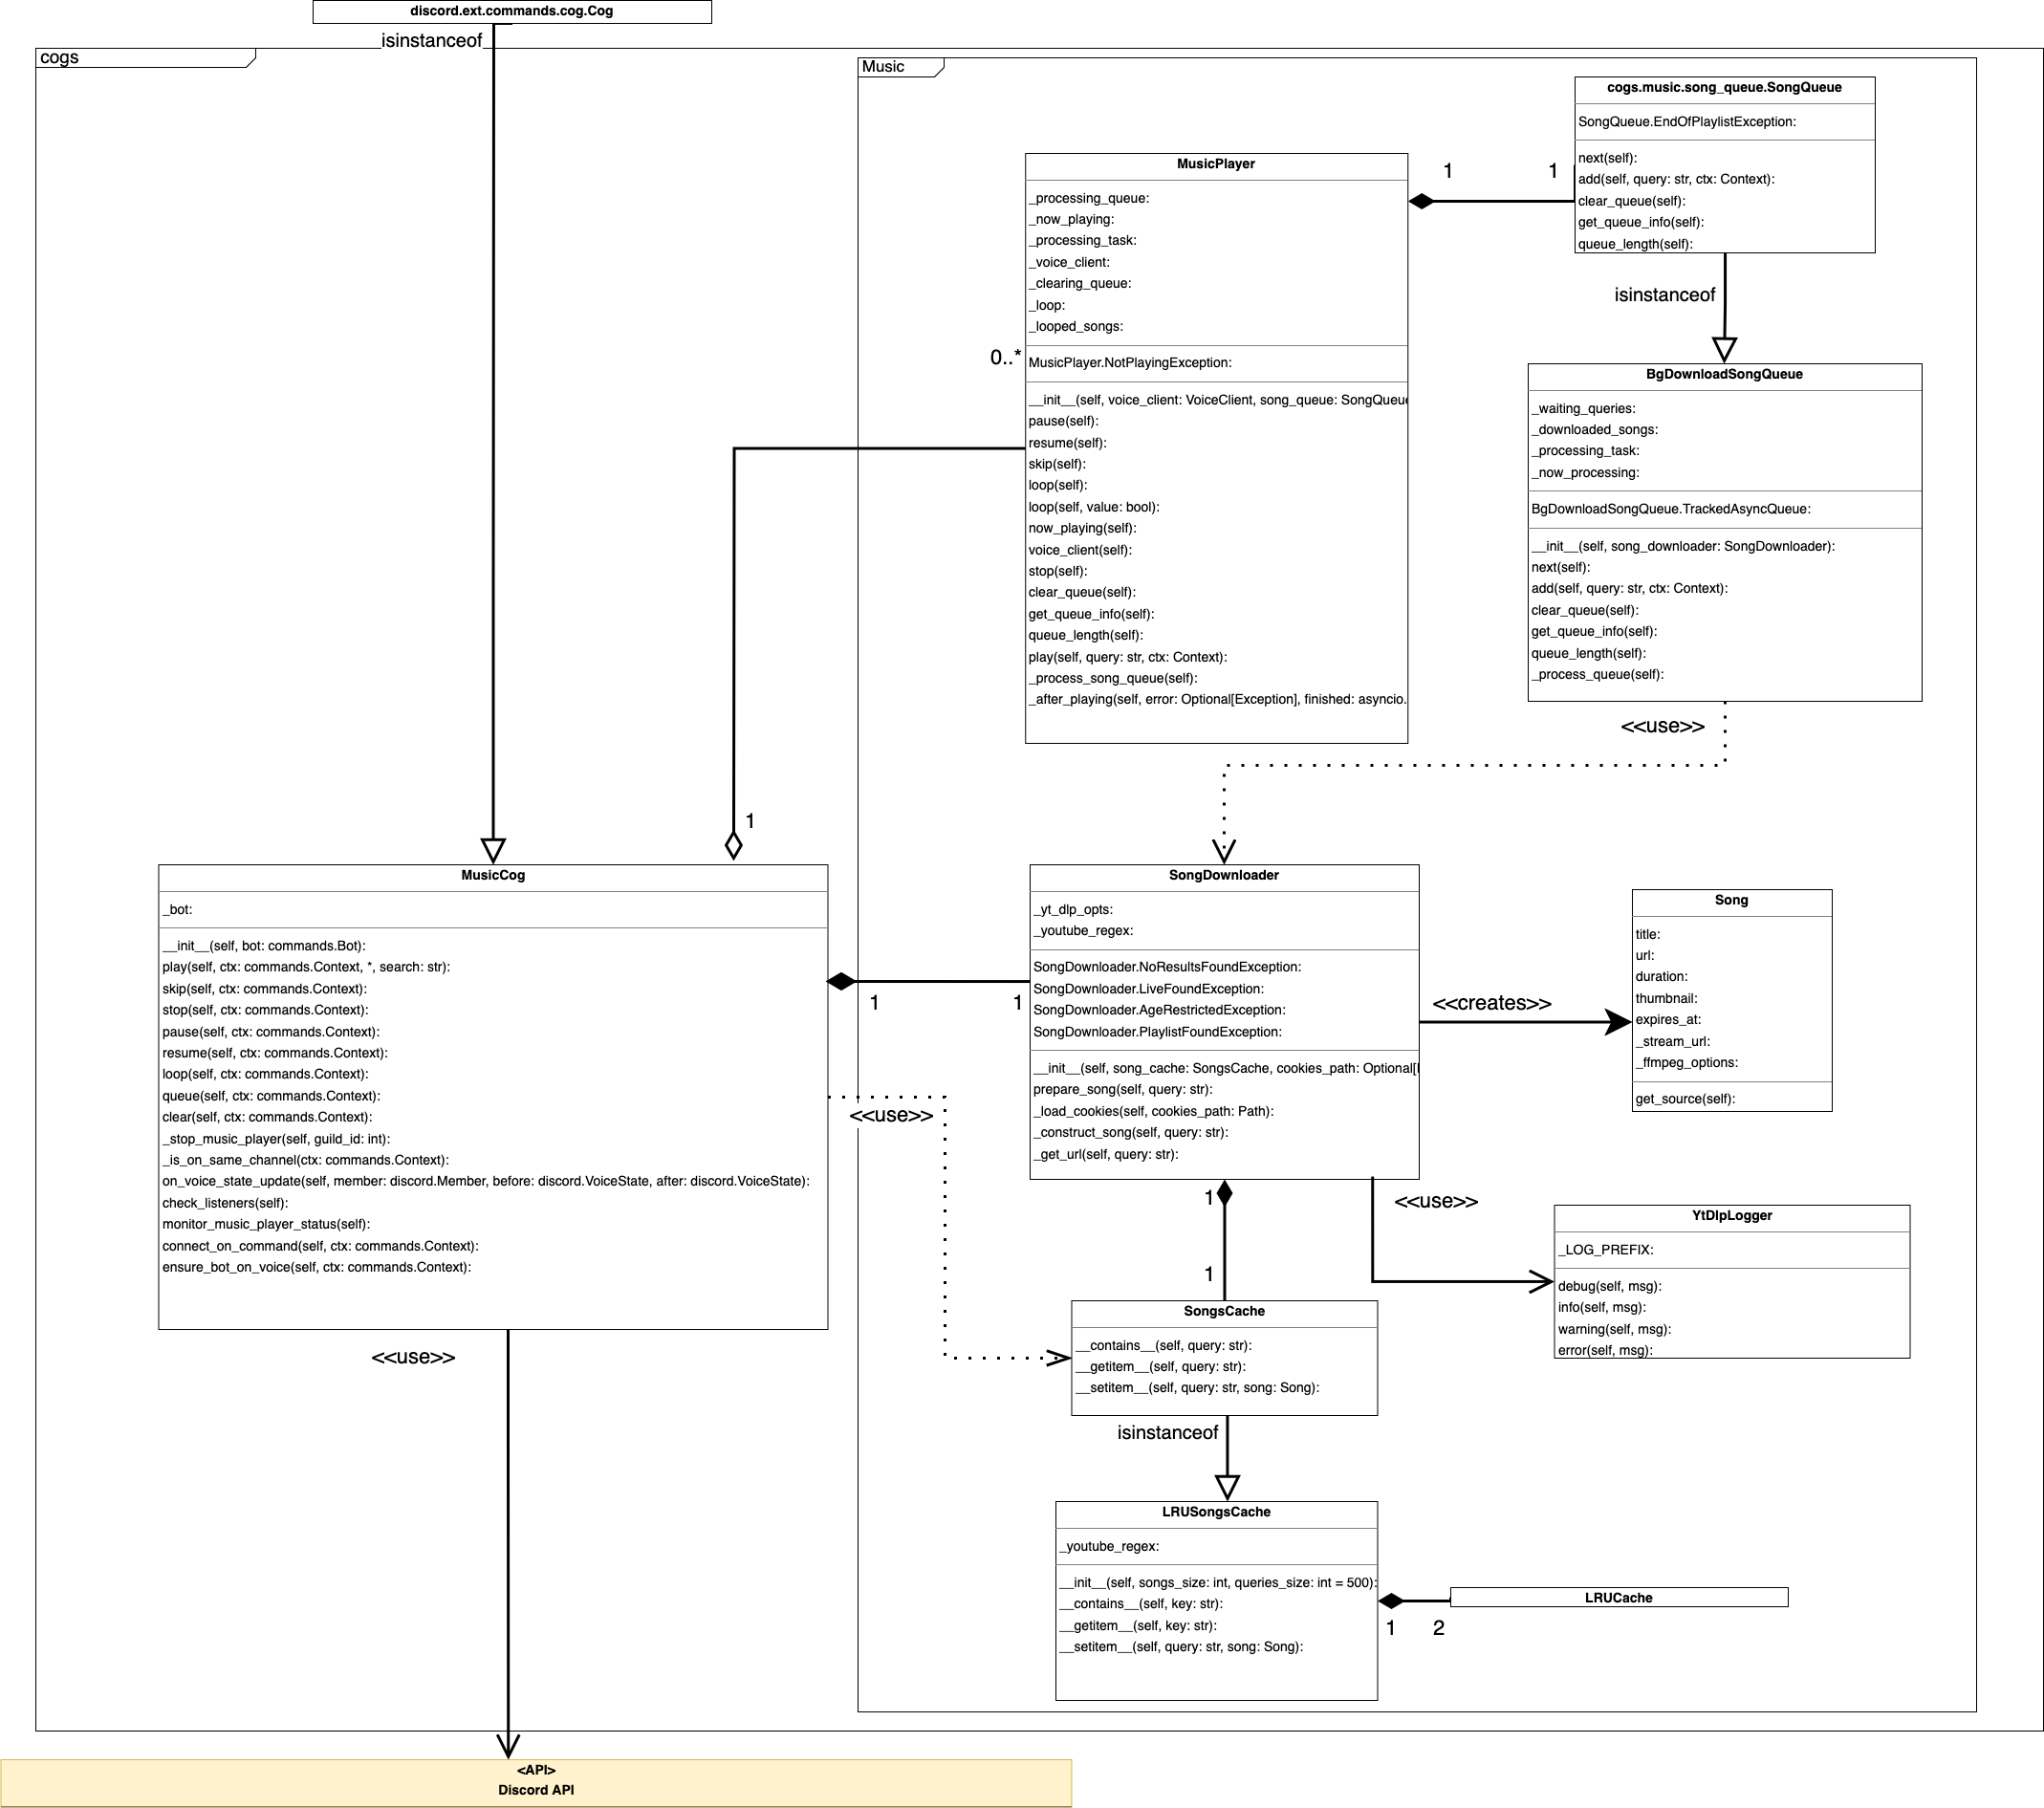 discord.ext.commands.cog.Cog
isinstanceof
cogs
Music
cogs.music.song_queue.SongQueue
SongQueue.EndOfPlaylistException:
next(self):
add(self, query: str, ctx: Context):
clear_queue(self):
get_queue_info(self):
queue_length(self):
MusicPlayer
_processing_queue:
_now_playing:
_processing_task:
_voice_client:
_clearing_queue:
_loop:
_looped_songs:
MusicPlayer.NotPlayingException:
__init__(self, voice_client: VoiceClient, song_queue: SongQueue
pause(self):
resume(self):
skip(self):
loop(self):
loop(self, value: bool):
now_playing(self):
voice_client(self):
stop(self):
clear_queue(self):
get_queue_info(self):
queue_length(self):
play(self, query: str, ctx: Context):
_process_song_queue(self):
_after_playing(self, error: Optional[Exception], finished: asyncio.
1
1
0..*
isinstanceof
BgDownloadSongQueue
_waiting_queries:
_downloaded_songs:
_processing_task:
_now_processing:
BgDownloadSongQueue.TrackedAsyncQueue:
__init__(self, song_downloader: SongDownloader):
next(self):
add(self, query: str, ctx: Context):
clear_queue(self):
get_queue_info(self):
queue_length(self):
_process_queue(self):
<<use>>
1
MusicCog
_bot:
__init__(self, bot: commands.Bot):
play(self, ctx: commands.Context, *, search: str):
skip(self, ctx: commands.Context):
stop(self, ctx: commands.Context):
pause(self, ctx: commands.Context):
resume(self, ctx: commands.Context):
loop(self, ctx: commands.Context):
queue(self, ctx: commands.Context):
clear(self, ctx: commands.Context):
_stop_music_player(self, guild_id: int):
_is_on_same_channel(ctx: commands.Context):
on_voice_state_update(self, member: discord.Member, before: discord.VoiceState, after: discord.VoiceState):
check_listeners(self):
monitor_music_player_status(self):
connect_on_command(self, ctx: commands.Context):
ensure_bot_on_voice(self, ctx: commands.Context):
1
1
<<use>>
SongDownloader
_yt_dlp_opts:
_youtube_regex:
SongDownloader.NoResultsFoundException:
SongDownloader.LiveFoundException:
SongDownloader.AgeRestrictedException:
SongDownloader.PlaylistFoundException:
__init__(self, song_cache: SongsCache, cookies_path: Optional[
prepare_song(self, query: str):
_load_cookies(self, cookies_path: Path):
_construct_song(self, query: str):
_get_url(self, query: str):
<<creates>>
Song
title:
url:
duration:
thumbnail:
expires_at:
_stream_url:
_ffmpeg_options:
get_source(self):
1
1
<<use>>
YtDlpLogger
_LOG_PREFIX:
debug(self, msg):
info(self, msg):
warning(self, msg):
error(self, msg):
SongsCache
__contains__(self, query: str):
__getitem__(self, query: str):
__setitem__(self, query: str, song: Song):
isinstanceof
LRUSongsCache
_youtube_regex:
__init__(self, songs_size: int, queries_size: int = 500):
__contains__(self, key: str):
__getitem__(self, key: str):
__setitem__(self, query: str, song: Song):
1
2
LRUCache
<<use>>
<API>
Discord API